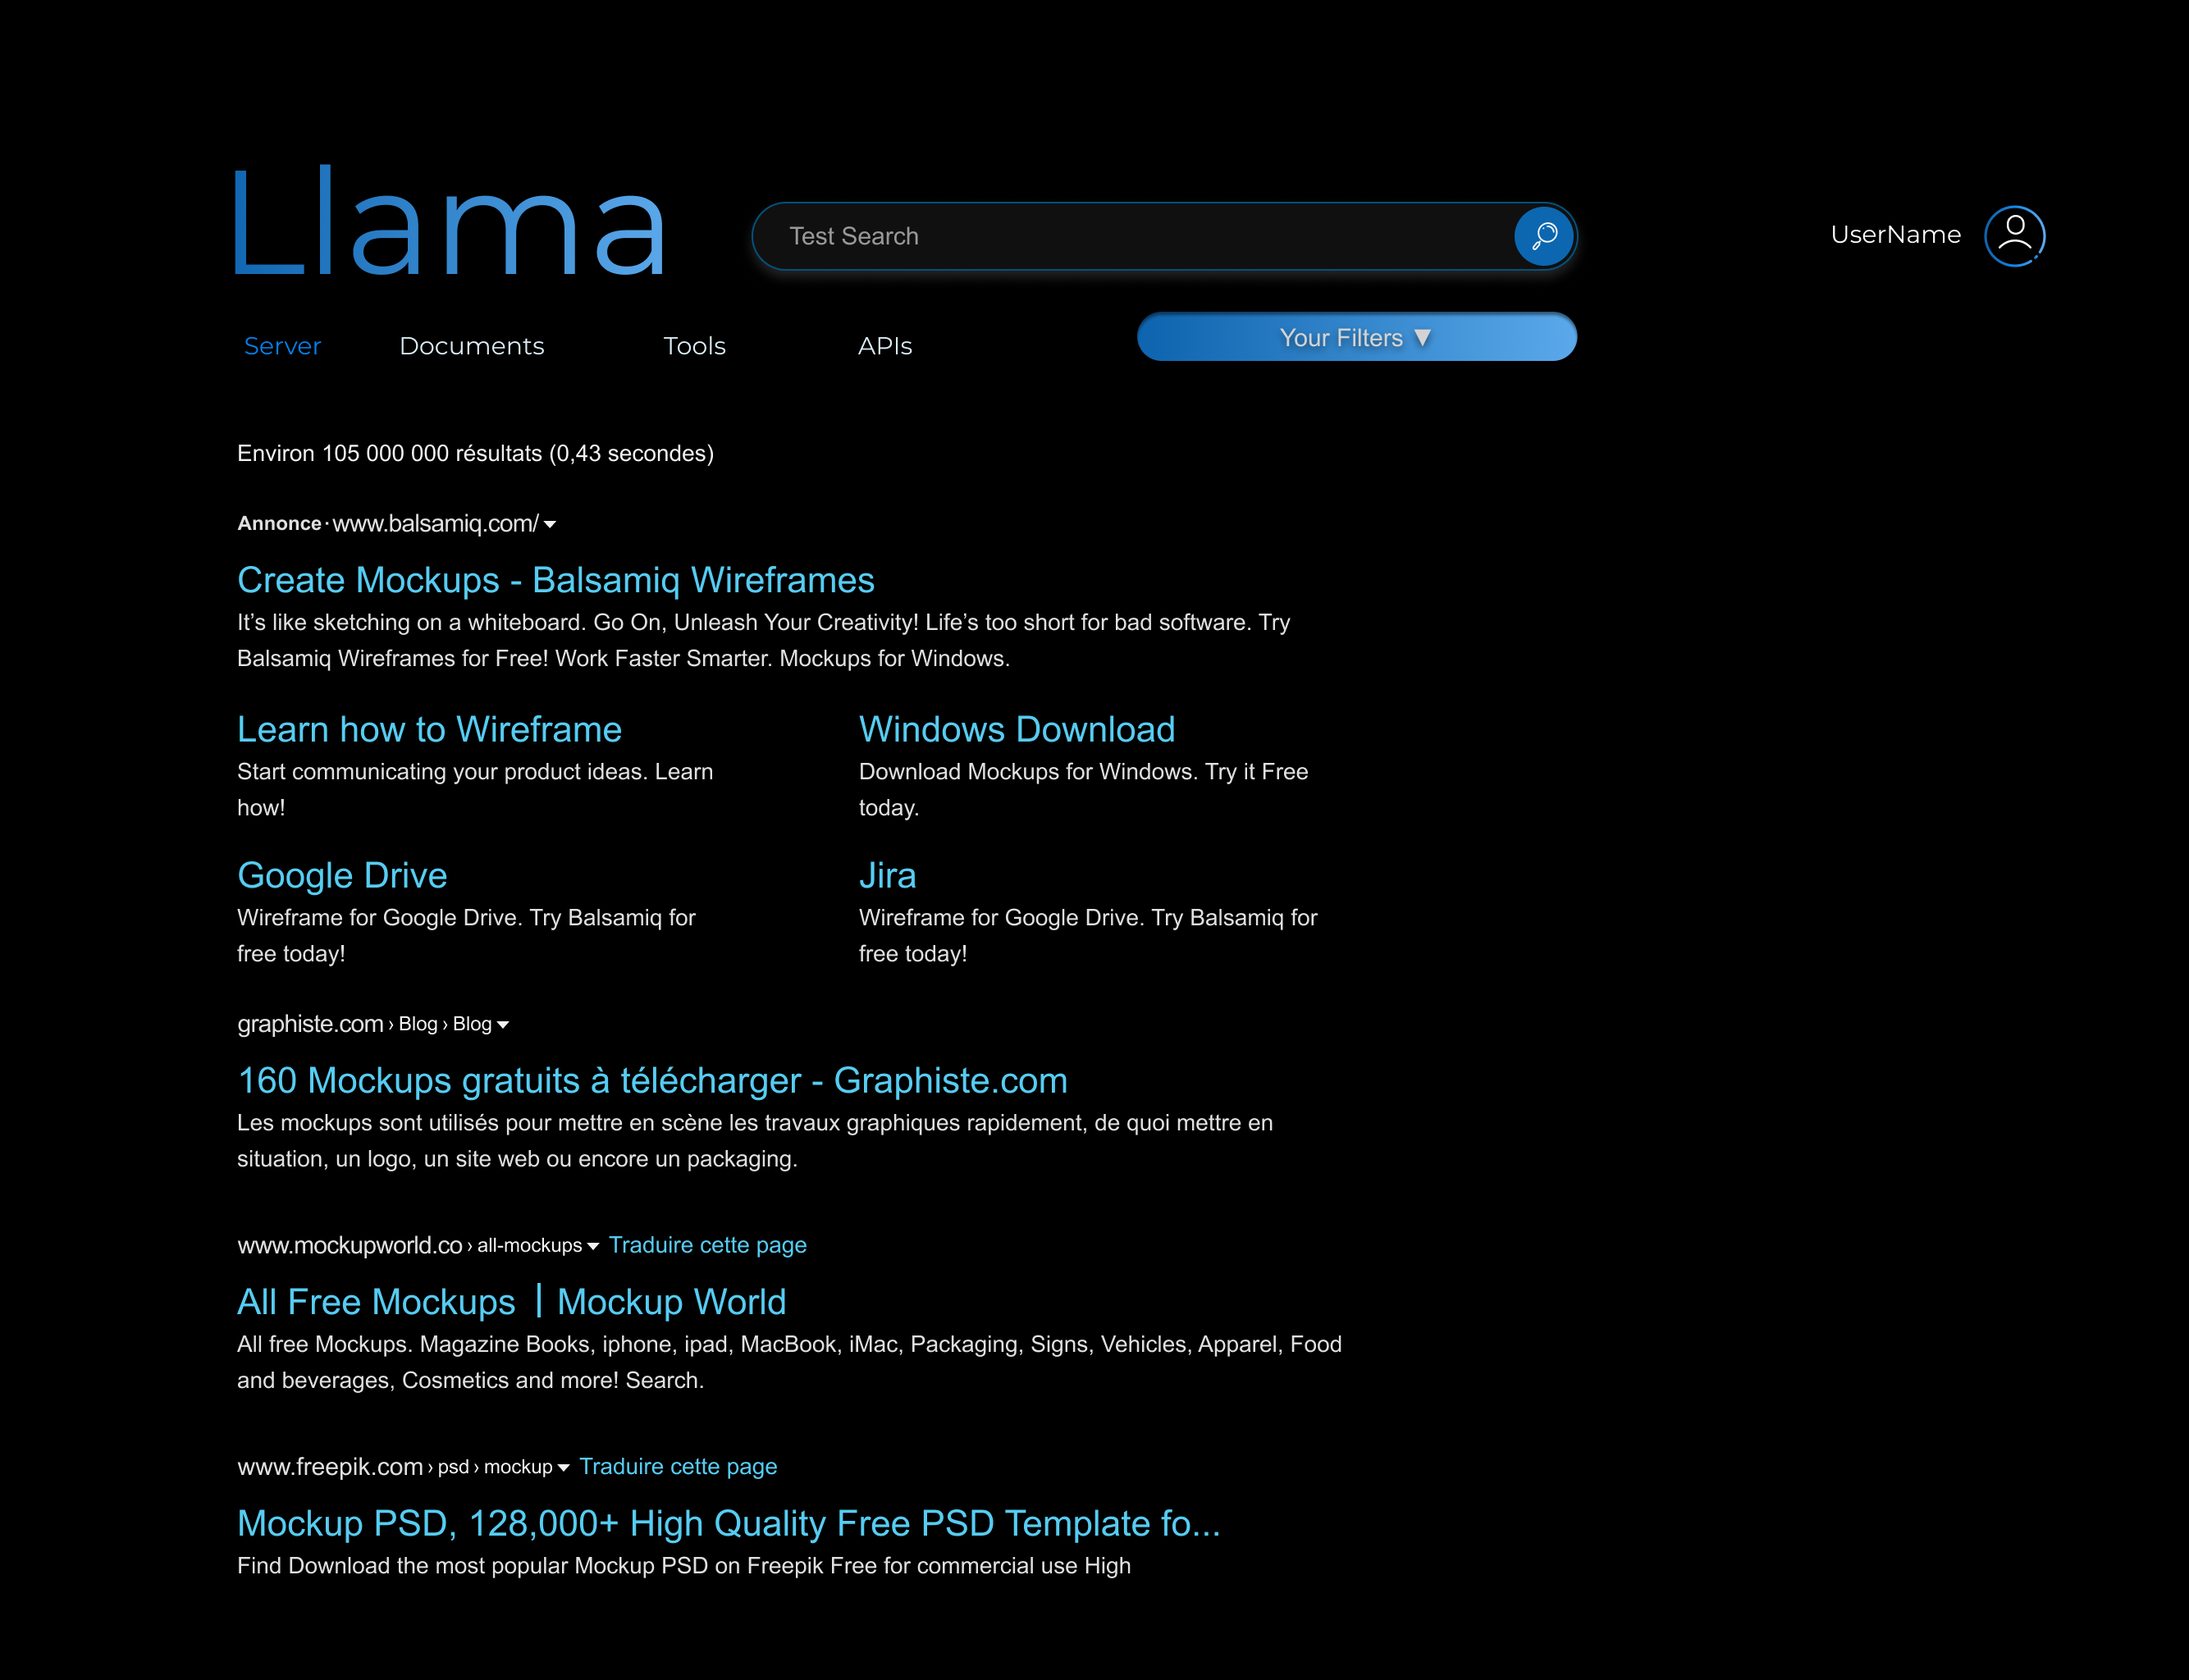 Llama
Test Search
UserName
Server Documents Tools APIs
Your Filters ▼
Environ 105 000 000 résultats (0,43 secondes)
Annonce · www.balsamiq.com/
Create Mockups - Balsamiq Wireframes
It’s like sketching on a whiteboard. Go On, Unleash Your Creativity! Life’s too short for bad software. Try
Balsamiq Wireframes for Free! Work Faster Smarter. Mockups for Windows.
Learn how to Wireframe
Start communicating your product ideas. Learn
how!
Windows Download
Download Mockups for Windows. Try it Free
today.
Google Drive
Wireframe for Google Drive. Try Balsamiq for
free today!
Jira
Wireframe for Google Drive. Try Balsamiq for
free today!
graphiste.com › Blog › Blog
160 Mockups gratuits à télécharger - Graphiste.com
Les mockups sont utilisés pour mettre en scène les travaux graphiques rapidement, de quoi mettre en
situation, un logo, un site web ou encore un packaging.
www.mockupworld.co › all-mockups Traduire cette page
All Free Mockups | Mockup World
All free Mockups. Magazine Books, iphone, ipad, MacBook, iMac, Packaging, Signs, Vehicles, Apparel, Food
and beverages, Cosmetics and more! Search.
www.freepik.com › psd › mockup Traduire cette page
Mockup PSD, 128,000+ High Quality Free PSD Template fo...
Find Download the most popular Mockup PSD on Freepik Free for commercial use High